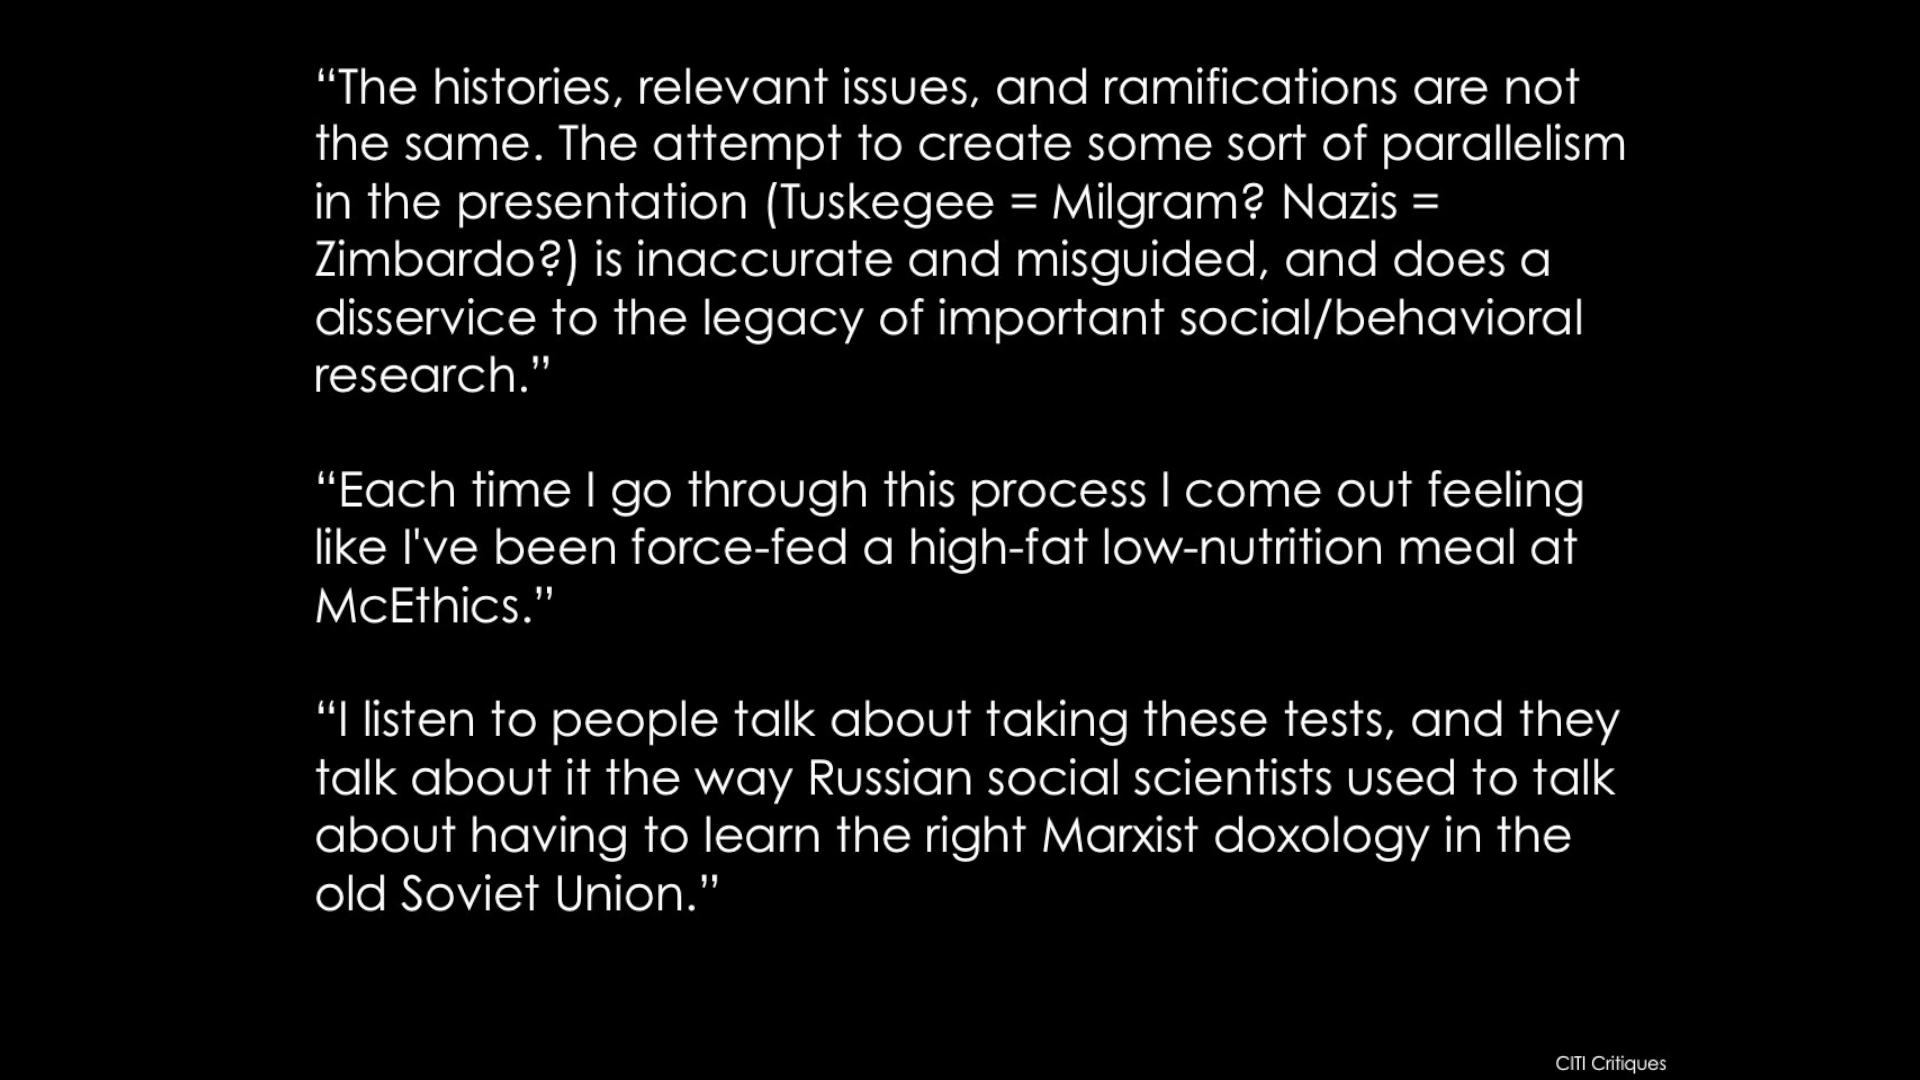 “The histories, relevant issues, and ramifications are not
the same. The attempt to create some sort of parallelism
in the presentation (Tuskegee = Milgram? Nazis =
Zimbardo?) is inaccurate and misguided, and does a
disservice to the legacy of important social/behavioral
research.”
“Each time I go through this process I come out feeling
like I've been force-fed a high-fat low-nutrition meal at
McEthics.”
“I listen to people talk about taking these tests, and they
talk about it the way Russian social scientists used to talk
about having to learn the right Marxist doxology in the
old Soviet Union.”
CITI Critiques